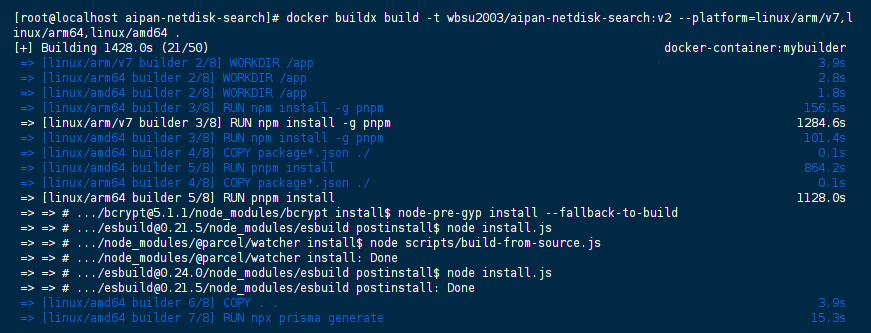 [root@localhost aipan-netdisk-search]# docker buildx build -t wbsu2003/aipan-netdisk-search:v2 --platform=linux/arm/v7,l
inux/arm64,linux/amd64 .
[+] Building 1428.0s (21/50) docker-container:mybuilder
=> [linux/arm/v7 builder 2/8] WORKDIR /app 3.9s
=> [linux/arm64 builder 2/8] WORKDIR /app 2.8s
=> [linux/amd64 builder 2/8] WORKDIR /app 1.8s
=> [linux/arm64 builder 3/8] RUN npm install -g pnpm 156.5s
=> [linux/arm/v7 builder 3/8] RUN npm install -g pnpm 1284.6s
=> [linux/amd64 builder 3/8] RUN npm install -g pnpm 101.4s
=> [linux/amd64 builder 4/8] COPY package*.json ./ 0.1s
=> [linux/amd64 builder 5/8] RUN pnpm install 864.2s
=> [linux/arm64 builder 4/8] COPY package*.json ./ 0.1s
=> [linux/arm64 builder 5/8] RUN pnpm install 1128.0s
=> => # .../bcrypt@5.1.1/node_modules/bcrypt install$ node-pre-gyp install --fallback-to-build
=> => # .../esbuild@0.21.5/node_modules/esbuild postinstall$ node install.js
=> => # .../node_modules/@parcel/watcher install$ node scripts/build-from-source.js
=> => # .../node_modules/@parcel/watcher install: Done
=> => # .../esbuild@0.24.0/node_modules/esbuild postinstall$ node install.js
=> => # .../esbuild@0.21.5/node_modules/esbuild postinstall: Done
=> [linux/amd64 builder 6/8] COPY . . 3.9s
=> [linux/amd64 builder 7/8] RUN npx prisma generate 15.3s